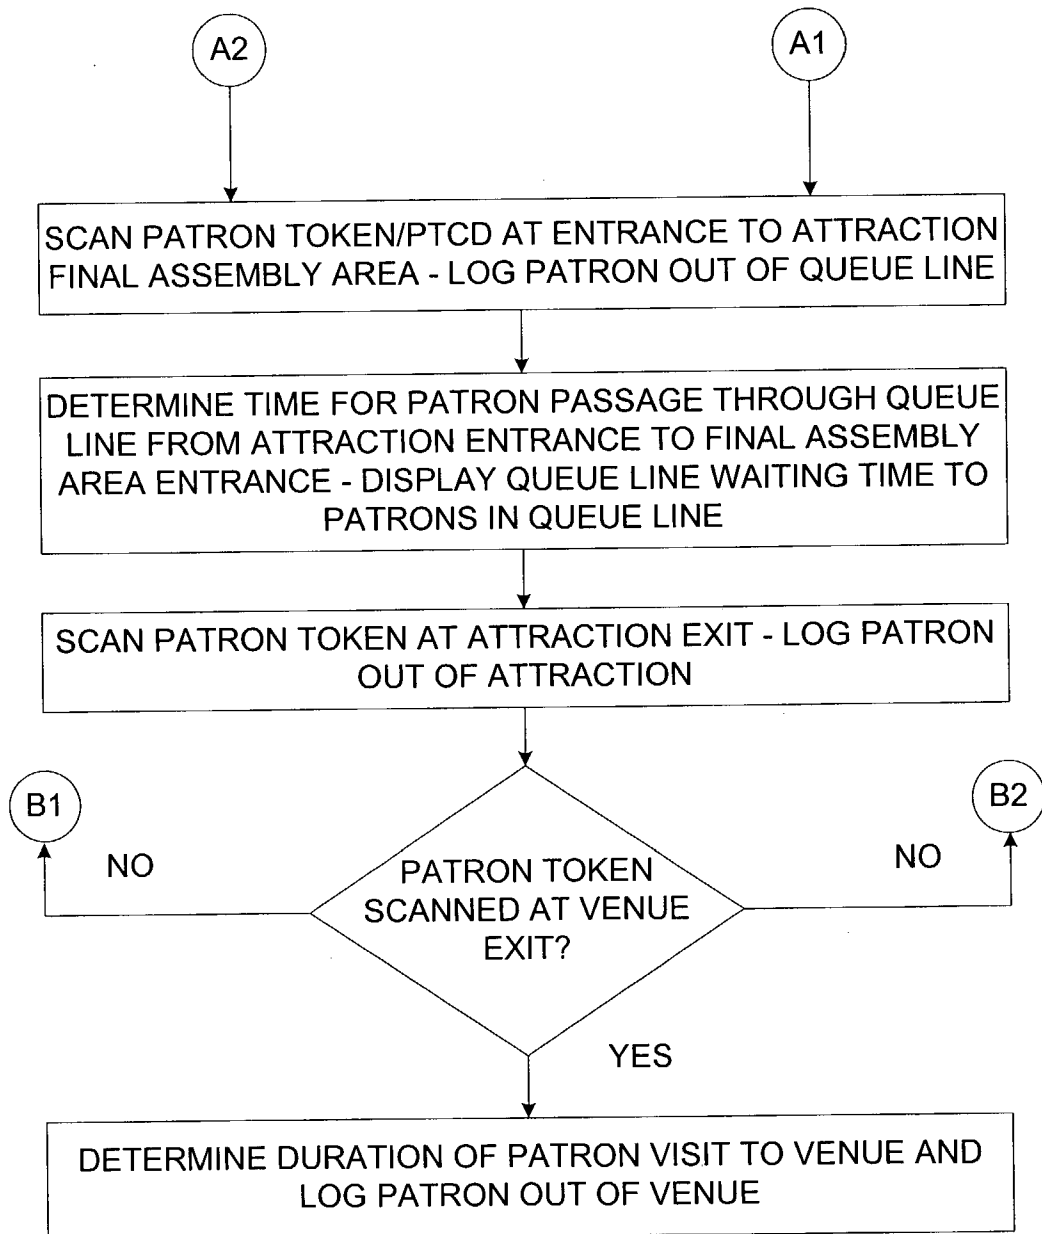 A2
A1
SCAN PATRON TOKEN/PTCD AT ENTRANCE TO ATTRACTION
FINAL ASSEMBLY AREA - LOG PATRON OUT OF QUEUE LINE
DETERMINE TIME FOR PATRON PASSAGE THROUGH QUEUE
LINE FROM ATTRACTION ENTRANCE TO FINAL ASSEMBLY
AREA ENTRANCE - DISPLAY QUEUE LINE WAITING TIME TO
PATRONS IN QUEUE LINE
SCAN PATRON TOKEN AT ATTRACTION EXIT - LOG PATRON
OUT OF ATTRACTION
B1
B2
NO
NO
PATRON TOKEN
SCANNED AT VENUE
EXIT?
YES
DETERMINE DURATION OF PATRON VISIT TO VENUE AND
LOG PATRON OUT OF VENUE